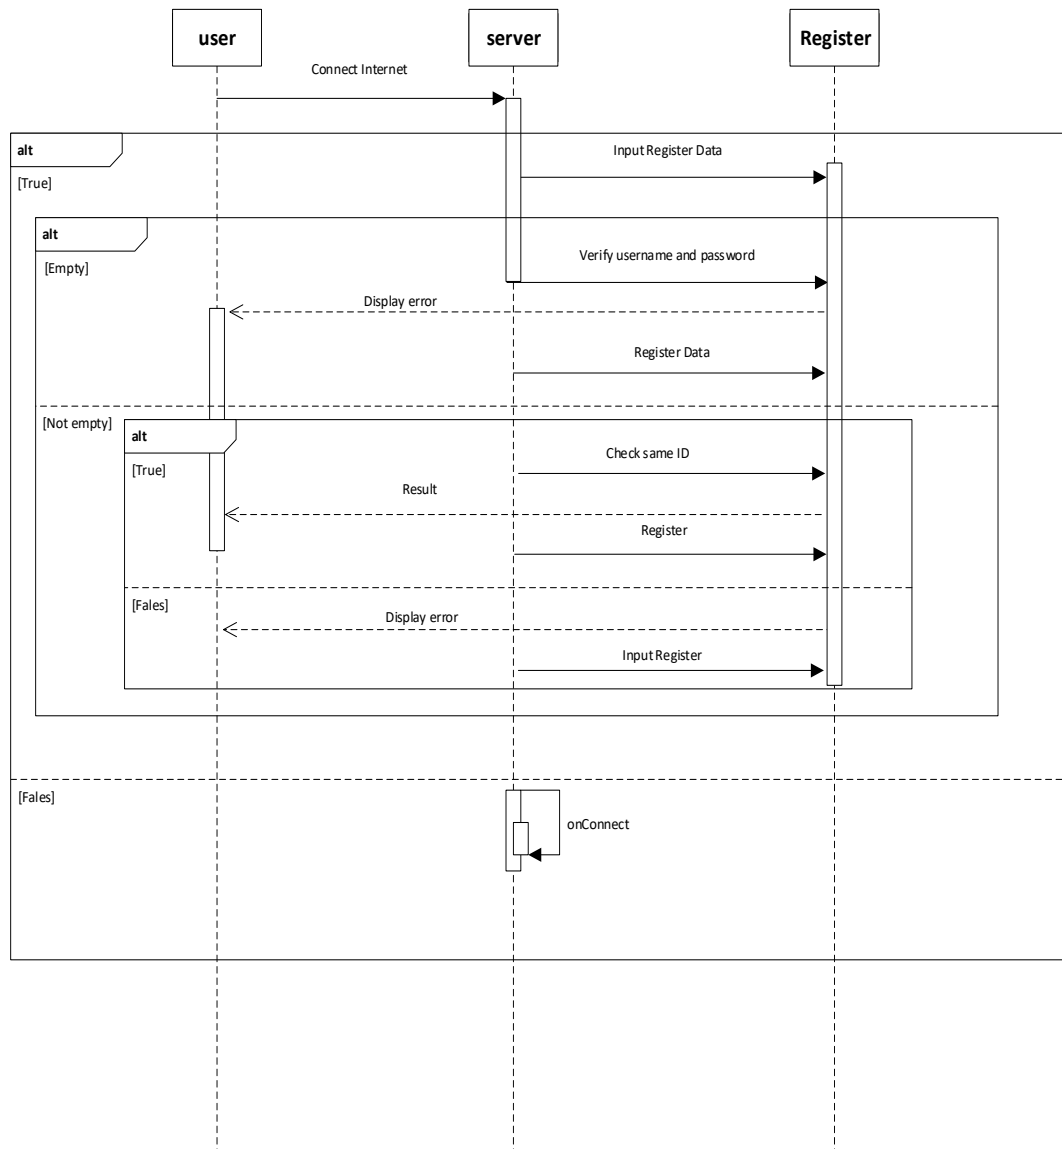 user
server
Register
Connect Internet
alt
Input Register Data
[True]
alt
Verify username and password
[Empty]
Display error
Register Data
[Not empty]
alt
Check same ID
[True]
Result
Register
[Fales]
Display error
Input Register
[Fales]
onConnect